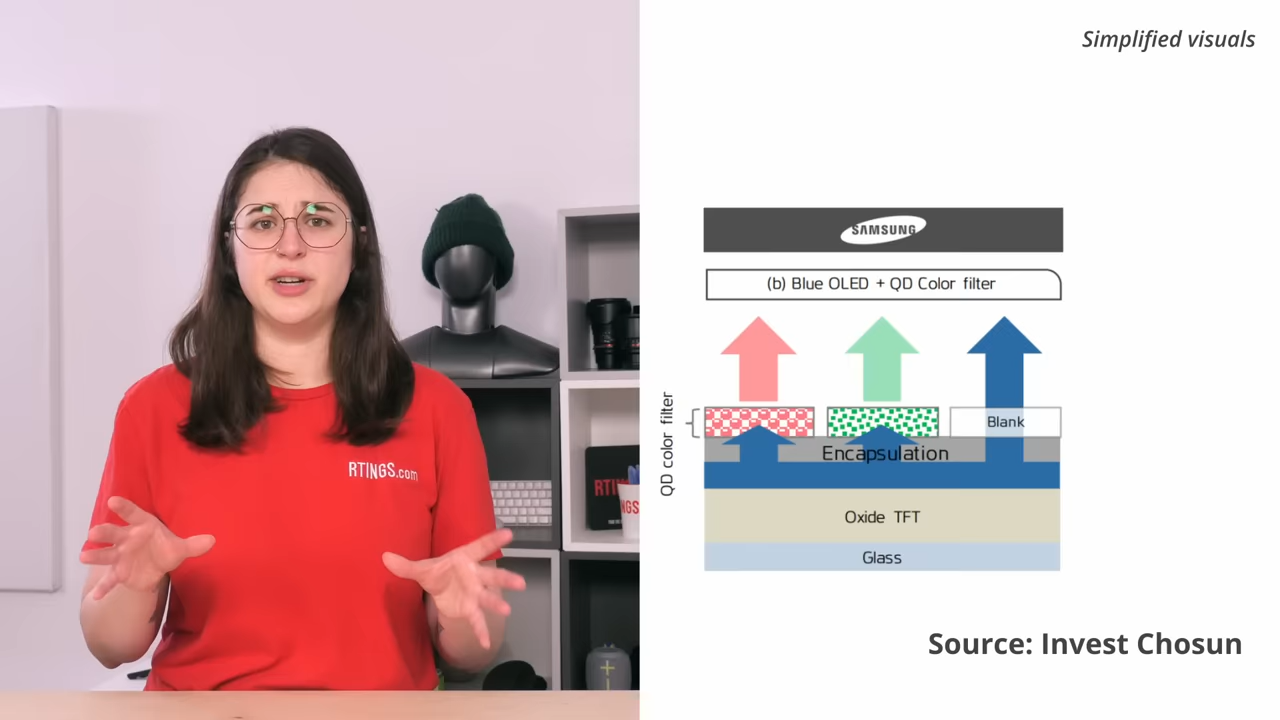 Simplified visuals
SAMSUNG
(b) Blue OLED + QD Color filter
QD color filter
Blank
Encapsulation
Oxide TFT
Glass
Source: Invest Chosun
RTINGS.com
RTINGS